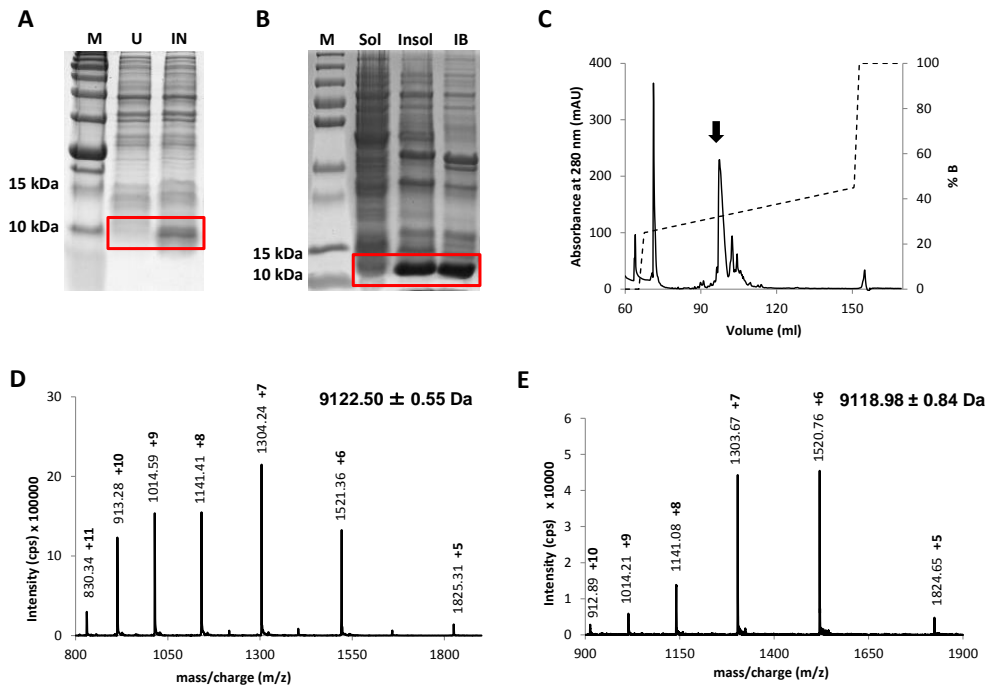 A
M U IN
15 kDa
10 kDa
B
M Sol Insol IB
15 kDa
10 kDa
C
Absorbance at 280 nm (mAU)
400
300
200
100
0
60 90 120 150
Volume (ml)
100
80
60
40
20
0
% B
D
9122.50 ± 0.55 Da
Intensity (cps) x 100000
30
20
10
0
830.34 +11
913.28 +10
1014.59 +9
1141.41 +8
1304.24 +7
1521.36 +6
1825.31 +5
800 1050 1300 1550 1800
mass/charge (m/z)
E
9118.98 ± 0.84 Da
Intensity (cps) x 10000
6
5
4
3
2
1
0
912.89 +10
1014.21 +9
1141.08 +8
1303.67 +7
1520.76 +6
1824.65 +5
900 1150 1400 1650 1900
mass/charge (m/z)